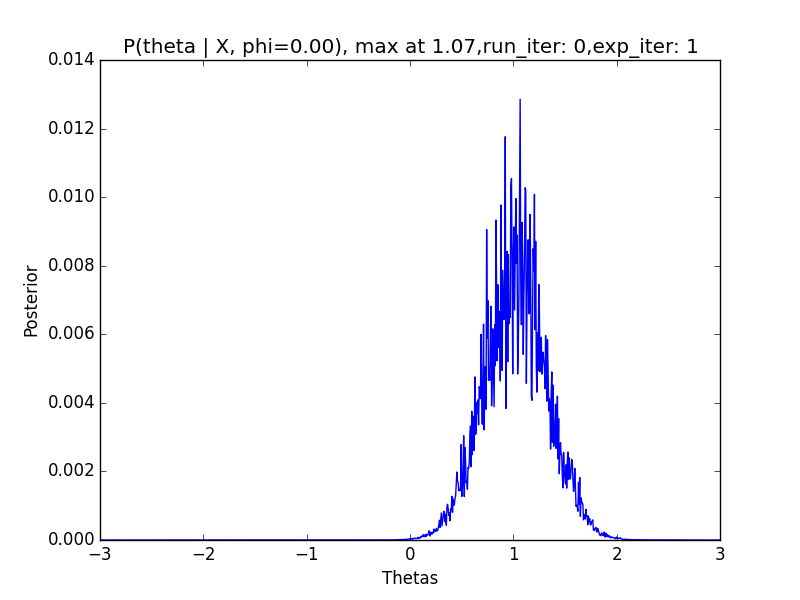 P(theta | X, phi=0.00), max at 1.07,run_iter: 0,exp_iter: 1
0.014
0.012
0.010
0.008
0.006
0.004
0.002
0.000
Posterior
−3 −2 −1 0 1 2 3
Thetas